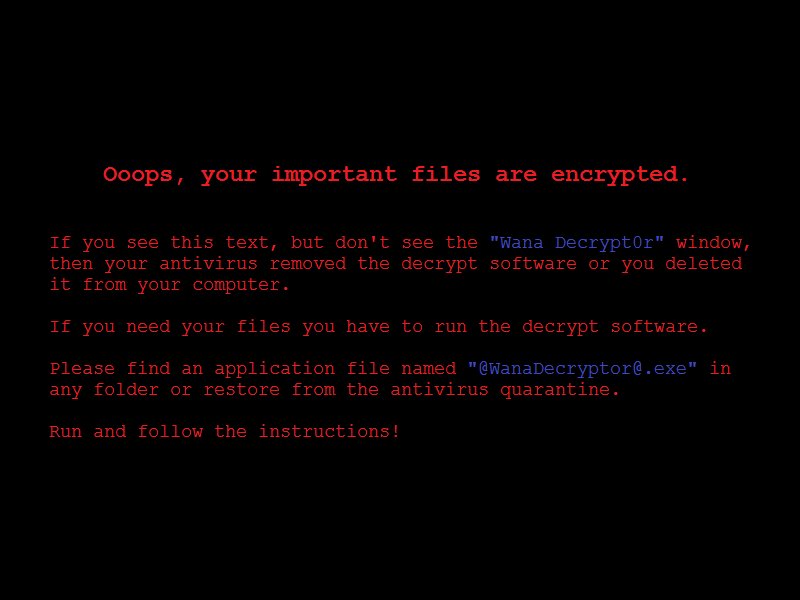 Ooops, your important files are encrypted.
If you see this text, but don't see the "Wana Decrypt0r" window,
then your antivirus removed the decrypt software or you deleted
it from your computer.
If you need your files you have to run the decrypt software.
Please find an application file named "@WanaDecryptor@.exe" in
any folder or restore from the antivirus quarantine.
Run and follow the instructions!